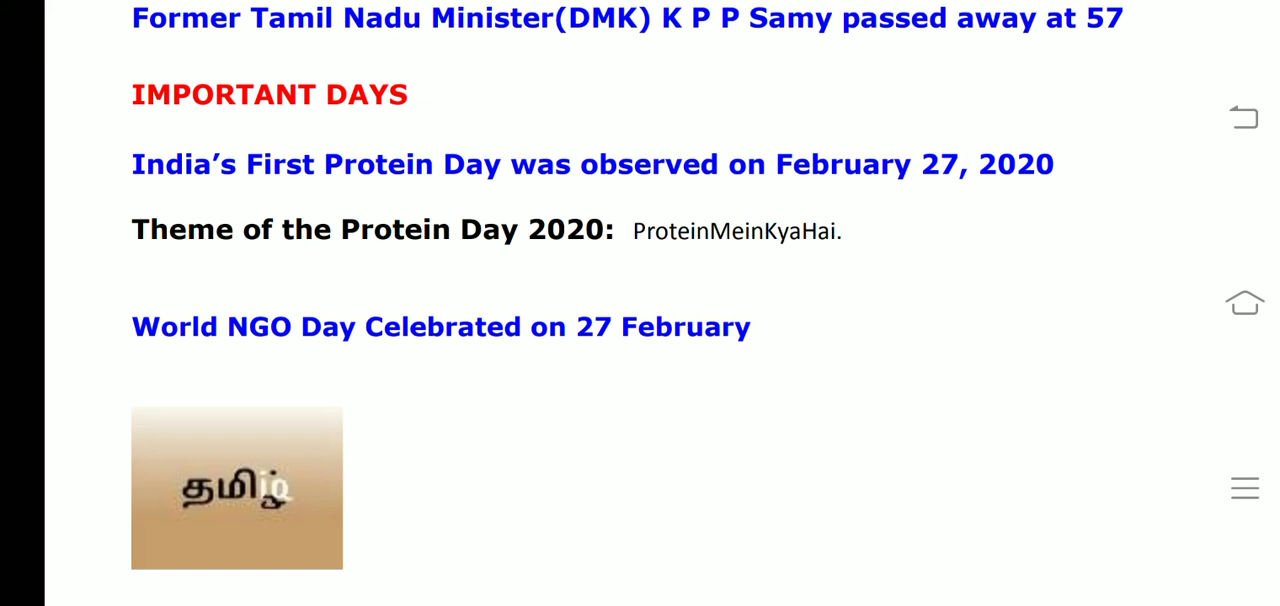 Former Tamil Nadu Minister(DMK) K P P Samy passed away at 57
IMPORTANT DAYS
India’s First Protein Day was observed on February 27, 2020
Theme of the Protein Day 2020: ProteinMeinKyaHai.
World NGO Day Celebrated on 27 February
தமிழ்